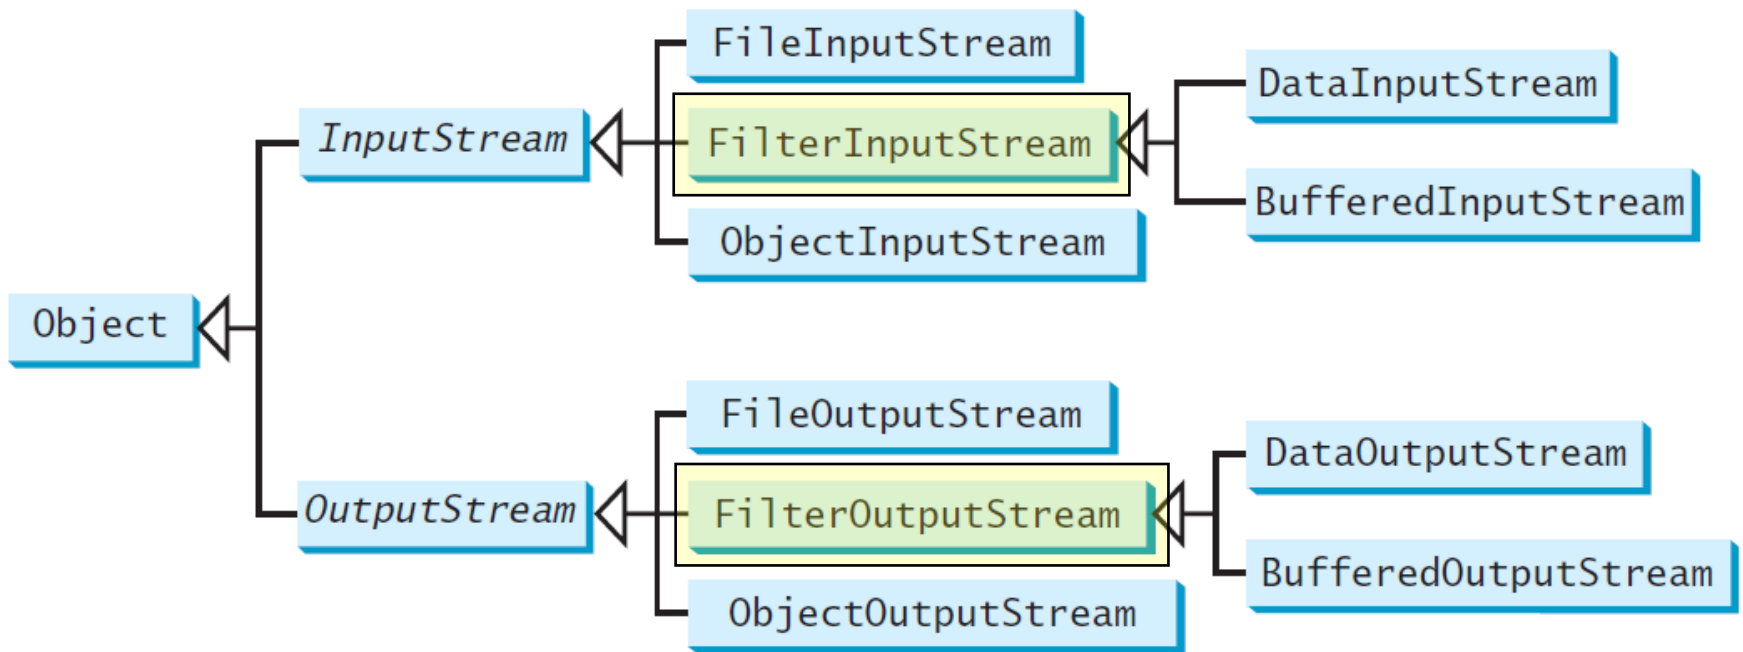 FileInputStream
DataInputStream
InputStream
FilterInputStream
BufferedInputStream
ObjectInputStream
Object
FileOutputStream
DataOutputStream
OutputStream
FilterOutputStream
BufferedOutputStream
ObjectOutputStream